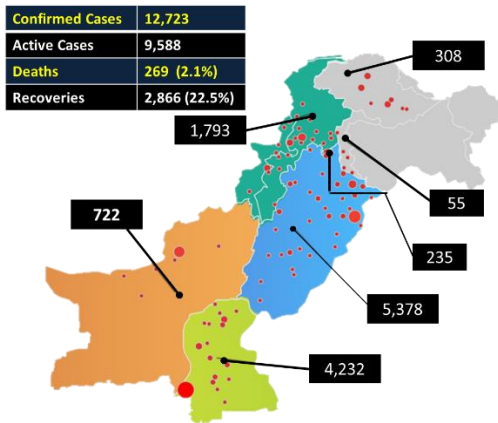 Confirmed Cases 12,723
Active Cases 9,588
Deaths 269 (2.1%)
Recoveries 2,866 (22.5%)
308
1,793
55
722
235
5,378
4,232